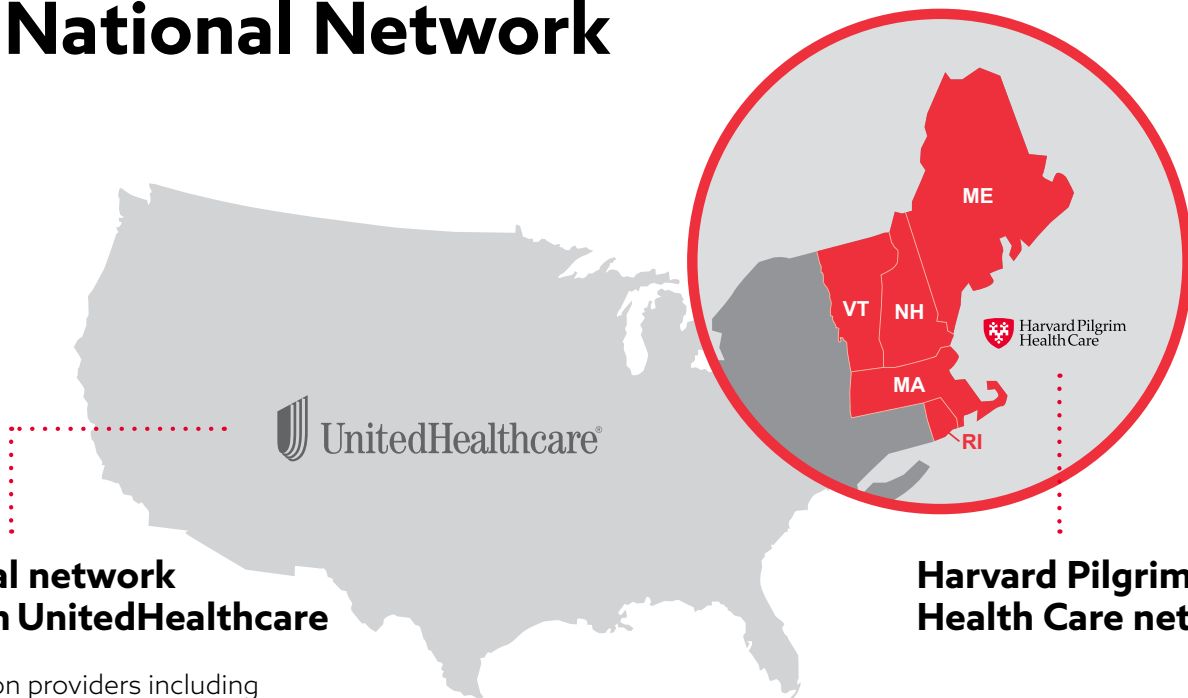 National Network
ME
VT
NH
MA
RI
Harvard Pilgrim
Health Care
UnitedHealthcare®
al network
n UnitedHealthcare
on providers including
Harvard Pilgrim
Health Care net